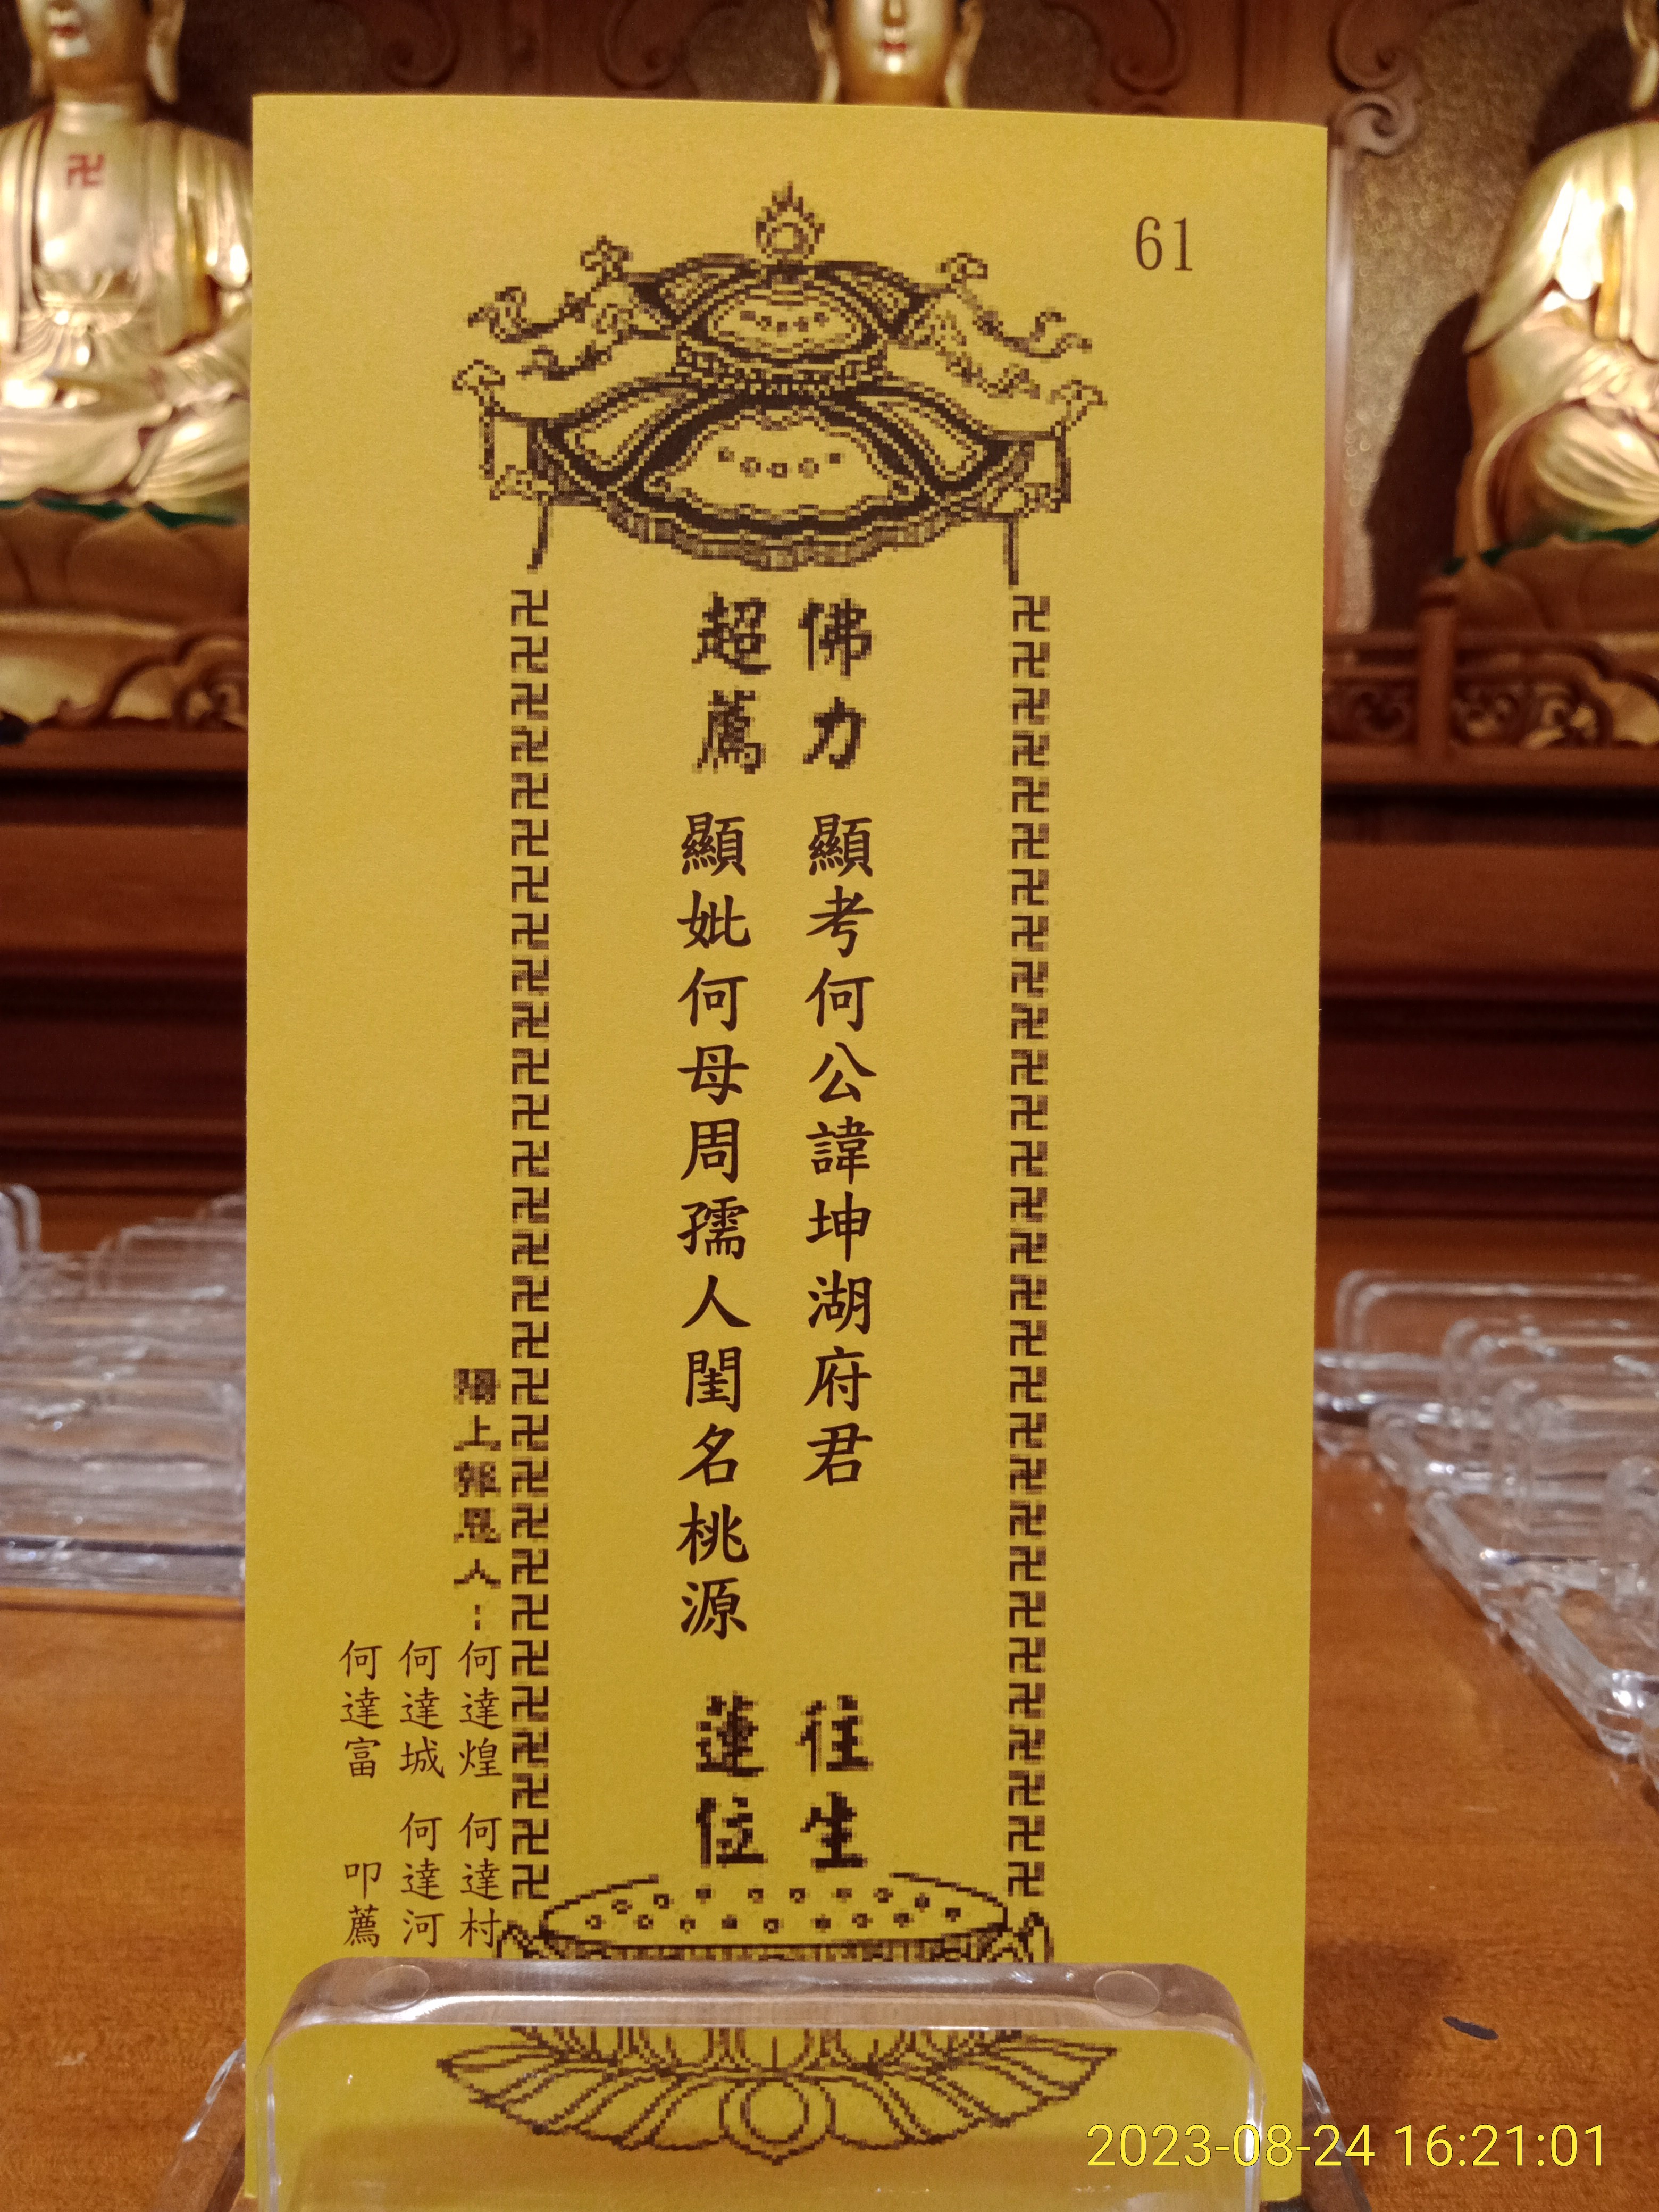 61
佛力 顯考何公諱坤湖府君 往生
超薦 顯妣何母周孺人閨名桃源 蓮位
陽上報恩人：何達煌 何達村
何達城 何達河
何達富 叩薦
2023-08-24 16:21:01